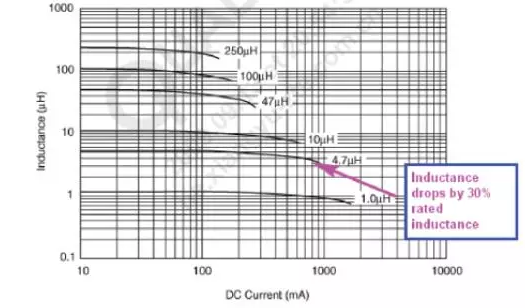 1000
100
10
1
0.1
Inductance (µH)
250µH
100µH
47µH
10µH
4.7µH
1.0µH
Inductance
drops by 30%
rated
inductance
10
100
1000
10000
DC Current (mA)